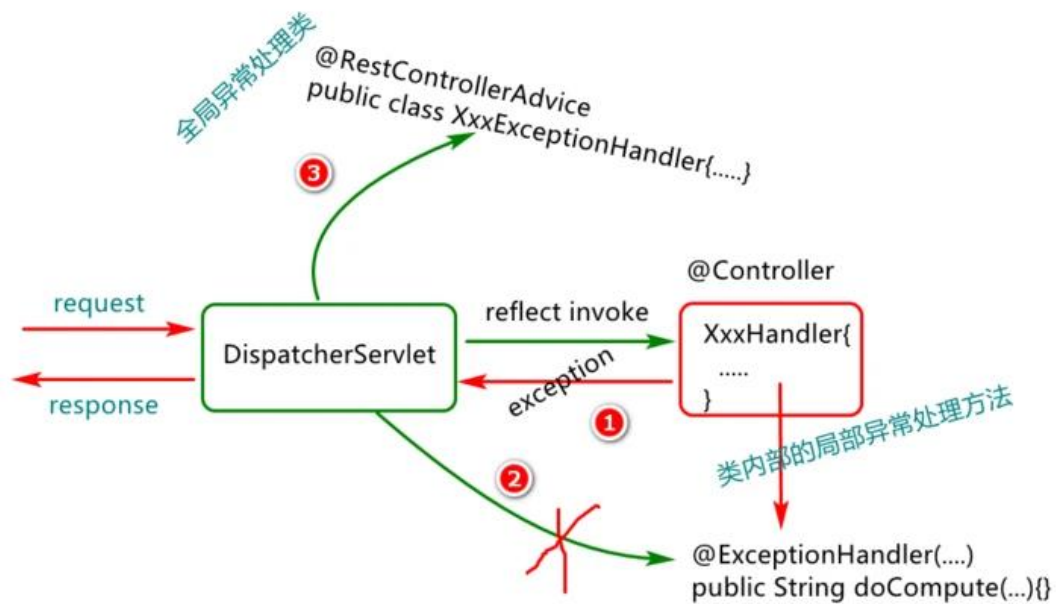 全局异常处理类
@RestControllerAdvice
public class XxxExceptionHandler{.....}
3
@Controller
request
reflect invoke
XxxHandler{
DispatcherServlet
.....
exception
}
response
1
类内部的局部异常处理方法
2
@ExceptionHandler(....)
public String doCompute(...){}